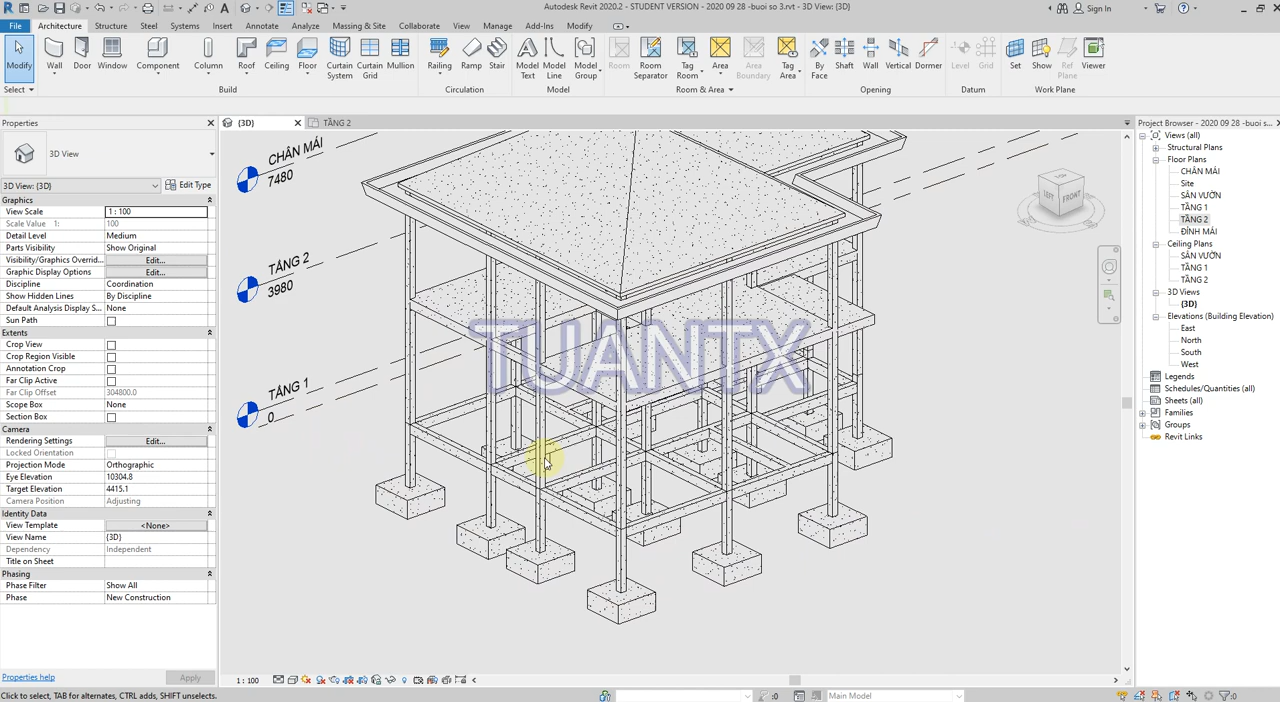 Autodesk Revit 2020.2 - STUDENT VERSION - 2020 09 28 -buoi so 3.rvt - 3D View: {3D}
Sign In
File Architecture Structure Steel Systems Insert Annotate Analyze Massing & Site Collaborate View Manage Add-Ins Modify
Modify Wall Door Window Component Column Roof Ceiling Floor Curtain System Curtain Grid Mullion Railing Ramp Stair Model Text Model Line Model Group Room Room Separator Tag Room Area Area Boundary Tag Area By Face Shaft Wall Vertical Dormer Level Grid Set Show Ref Plane Viewer
Select Build Circulation Model Room & Area Opening Datum Work Plane
Properties
3D View
3D View: {3D} Edit Type
Graphics
View Scale 1 : 100
Scale Value 1: 100
Detail Level Medium
Parts Visibility Show Original
Visibility/Graphics Overrid... Edit...
Graphic Display Options Edit...
Discipline Coordination
Show Hidden Lines By Discipline
Default Analysis Display S... None
Sun Path
Extents
Crop View
Crop Region Visible
Annotation Crop
Far Clip Active
Far Clip Offset 304800.0
Scope Box None
Section Box
Camera
Rendering Settings Edit...
Locked Orientation
Projection Mode Orthographic
Eye Elevation 10304.8
Target Elevation 4415.1
Camera Position Adjusting
Identity Data
View Template <None>
View Name {3D}
Dependency Independent
Title on Sheet
Phasing
Phase Filter Show All
Phase New Construction
Properties help Apply
{3D} TẦNG 2
CHÂN MÁI
7480
TẦNG 2
3980
TẦNG 1
0
TUANTX
LEFT FRONT
Project Browser - 2020 09 28 -buoi s...
Views (all)
Structural Plans
Floor Plans
CHÂN MÁI
Site
SÂN VƯỜN
TẦNG 1
TẦNG 2
ĐỈNH MÁI
Ceiling Plans
SÂN VƯỜN
TẦNG 1
TẦNG 2
3D Views
{3D}
Elevations (Building Elevation)
East
North
South
West
Legends
Schedules/Quantities (all)
Sheets (all)
Families
Groups
Revit Links
1 : 100
Click to select, TAB for alternates, CTRL adds, SHIFT unselects.
:0
Main Model
:0